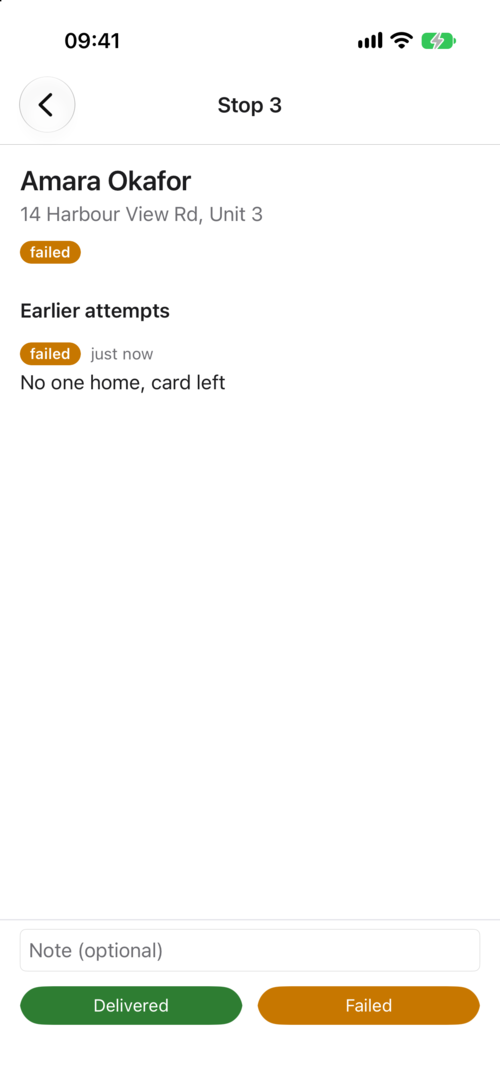 09:41
Stop 3
Amara Okafor
14 Harbour View Rd, Unit 3
failed
Earlier attempts
failed just now
No one home, card left
Note (optional)
Delivered Failed